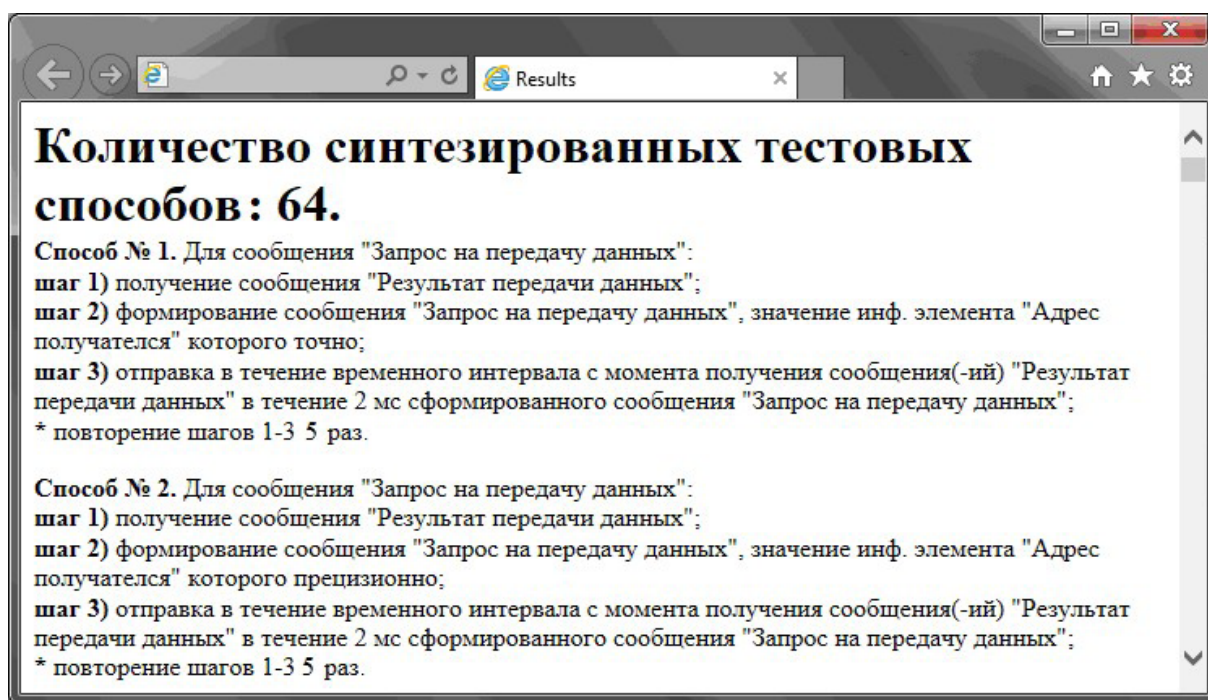 Results
Количество синтезированных тестовых
способов: 64.
Способ № 1. Для сообщения "Запрос на передачу данных":
шаг 1) получение сообщения "Результат передачи данных";
шаг 2) формирование сообщения "Запрос на передачу данных", значение инф. элемента "Адрес
получателся" которого точно;
шаг 3) отправка в течение временного интервала с момента получения сообщения(-ий) "Результат
передачи данных" в течение 2 мс сформированного сообщения "Запрос на передачу данных";
* повторение шагов 1-3 5 раз.
Способ № 2. Для сообщения "Запрос на передачу данных":
шаг 1) получение сообщения "Результат передачи данных";
шаг 2) формирование сообщения "Запрос на передачу данных", значение инф. элемента "Адрес
получателся" которого прецизионно;
шаг 3) отправка в течение временного интервала с момента получения сообщения(-ий) "Результат
передачи данных" в течение 2 мс сформированного сообщения "Запрос на передачу данных";
* повторение шагов 1-3 5 раз.